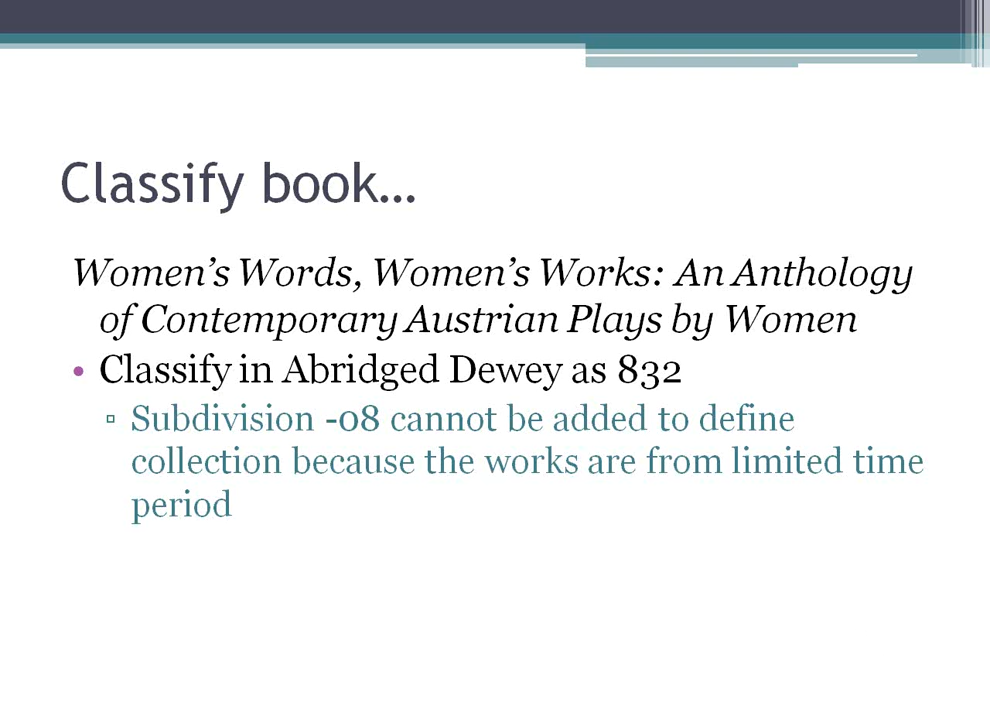 Classify book…
Women’s Words, Women’s Works: An Anthology
of Contemporary Austrian Plays by Women
• Classify in Abridged Dewey as 832
▫ Subdivision -08 cannot be added to define
collection because the works are from limited time
period